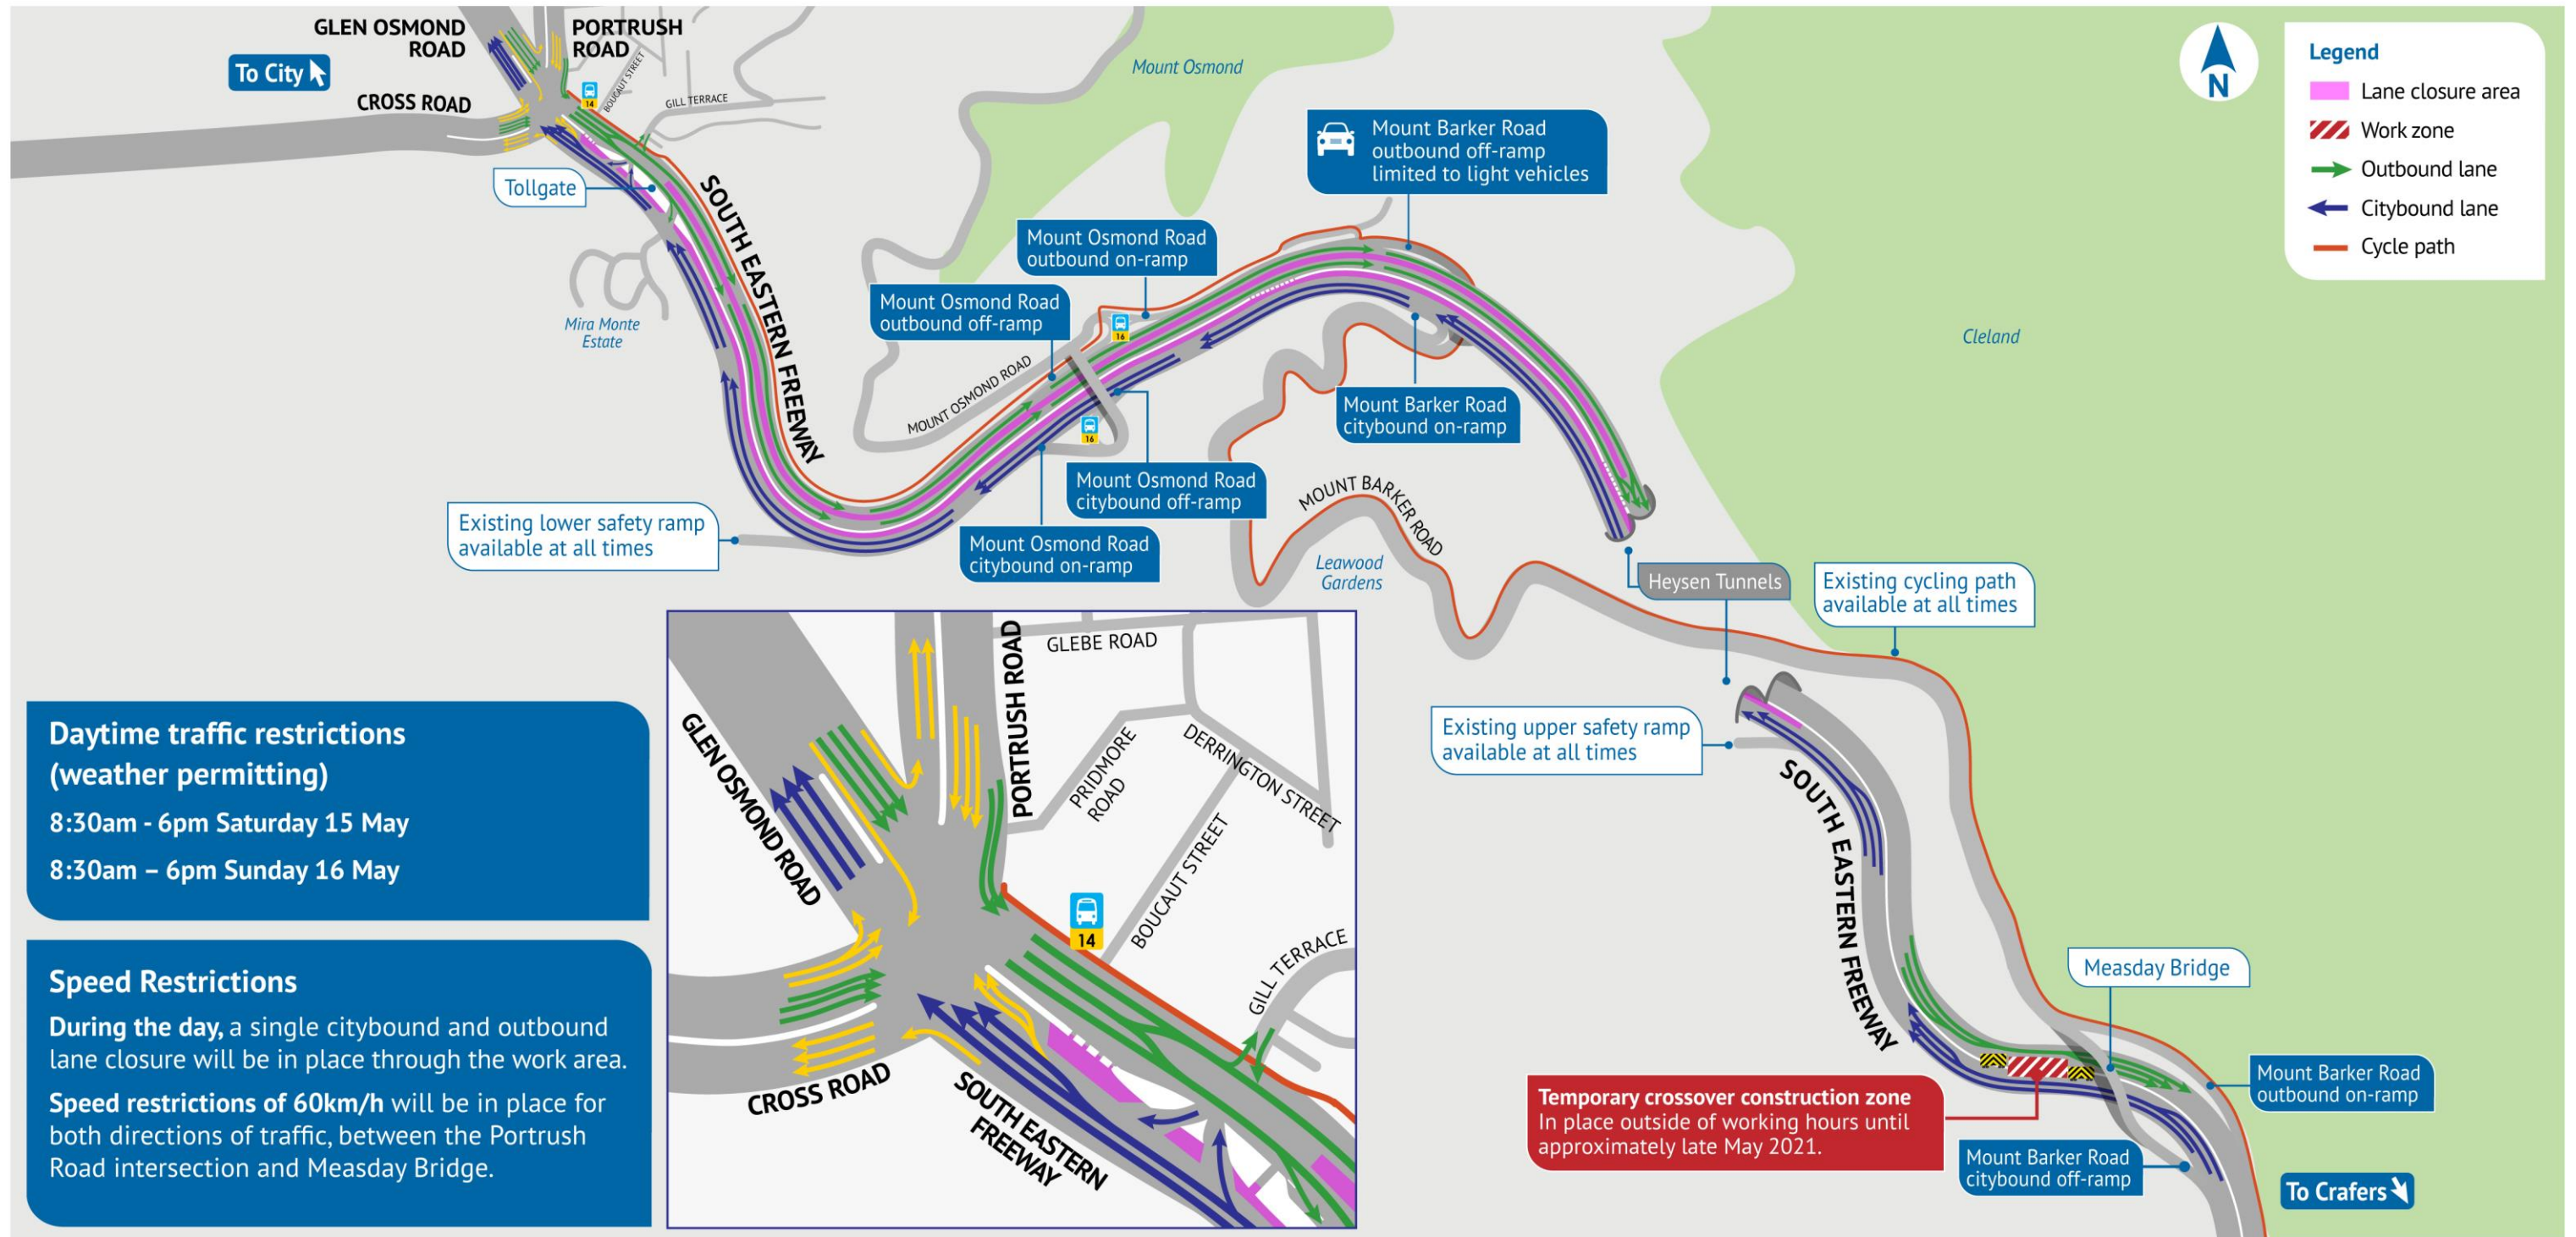 GLEN OSMOND
ROAD
PORTRUSH
ROAD
To City
CROSS ROAD
14
BOUCAUT STREET
GILL TERRACE
Tollgate
SOUTH EASTERN FREEWAY
Mira Monte
Estate
Mount Osmond
Mount Osmond Road
outbound on-ramp
Mount Osmond Road
outbound off-ramp
16
MOUNT OSMOND ROAD
16
Mount Osmond Road
citybound off-ramp
Mount Osmond Road
citybound on-ramp
Existing lower safety ramp
available at all times
Mount Barker Road
outbound off-ramp
limited to light vehicles
Mount Barker Road
citybound on-ramp
MOUNT BARKER ROAD
Leawood
Gardens
Heysen Tunnels
Existing cycling path
available at all times
Cleland
N
Legend
Lane closure area
Work zone
Outbound lane
Citybound lane
Cycle path
Existing upper safety ramp
available at all times
SOUTH EASTERN FREEWAY
Measday Bridge
Mount Barker Road
outbound on-ramp
Temporary crossover construction zone
In place outside of working hours until
approximately late May 2021.
Mount Barker Road
citybound off-ramp
To Crafers
Daytime traffic restrictions
(weather permitting)
8:30am - 6pm Saturday 15 May
8:30am – 6pm Sunday 16 May
Speed Restrictions
During the day, a single citybound and outbound
lane closure will be in place through the work area.
Speed restrictions of 60km/h will be in place for
both directions of traffic, between the Portrush
Road intersection and Measday Bridge.
GLEN OSMOND ROAD
PORTRUSH ROAD
GLEBE ROAD
PRIDMORE
ROAD
DERRINGTON STREET
BOUCAUT STREET
14
GILL TERRACE
CROSS ROAD
SOUTH EASTERN
FREEWAY